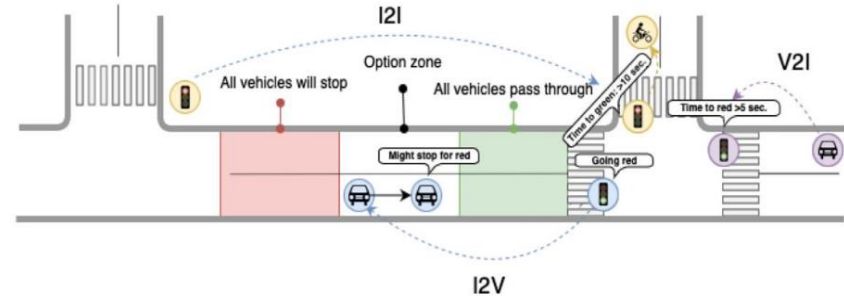 I2I
V2I
Option zone
All vehicles will stop
All vehicles pass through
Time to green: >10 sec.
Time to red >5 sec.
Might stop for red
Going red
I2V